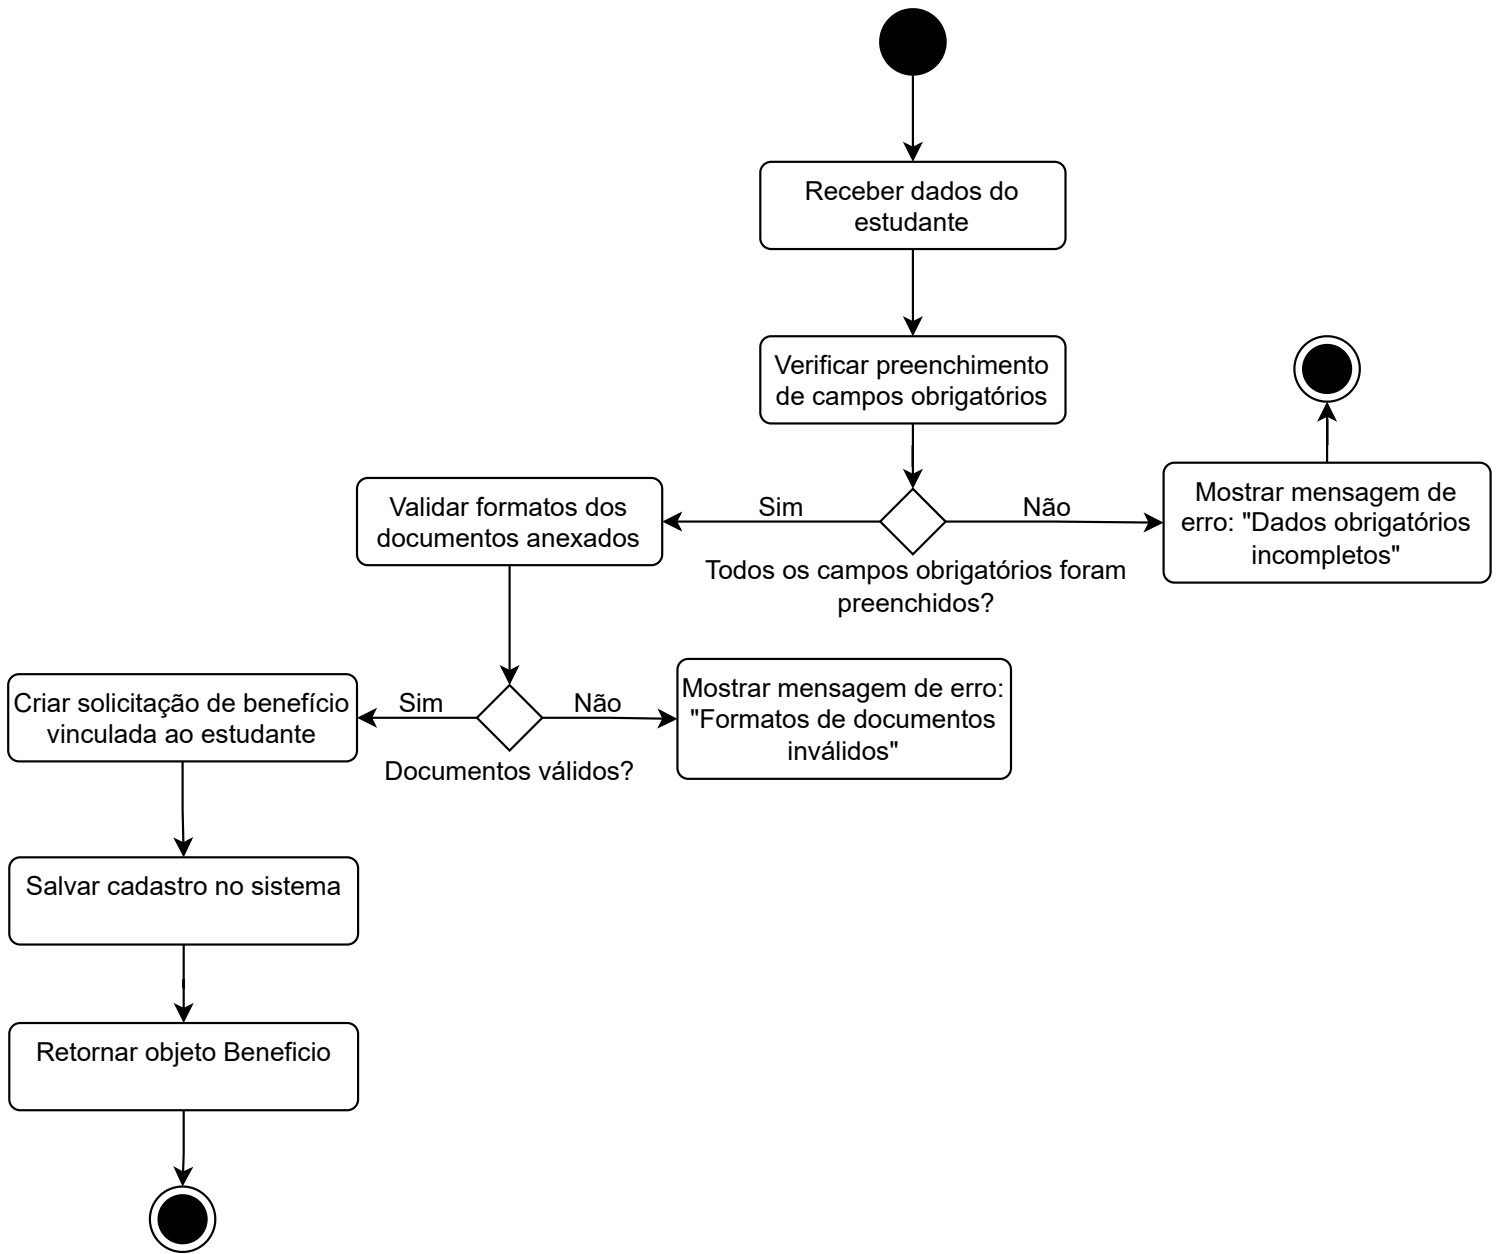 Receber dados do
estudante
Verificar preenchimento
de campos obrigatórios
Validar formatos dos
documentos anexados
Sim
Não
Mostrar mensagem de
erro: "Dados obrigatórios
incompletos"
Todos os campos obrigatórios foram
preenchidos?
Criar solicitação de benefício
vinculada ao estudante
Sim
Não
Mostrar mensagem de erro:
"Formatos de documentos
inválidos"
Documentos válidos?
Salvar cadastro no sistema
Retornar objeto Beneficio